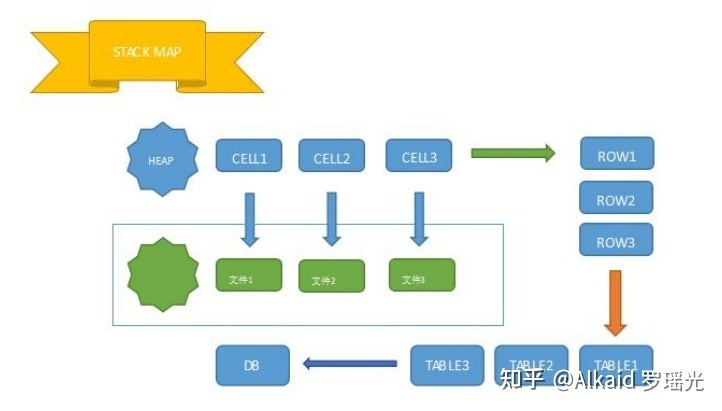 STACK MAP
HEAP
CELL1
CELL2
CELL3
ROW1
ROW2
ROW3
文件1
文件2
文件3
DB
TABLE3
TABLE2
TABLE1
知乎 @Alkaid 罗瑶光